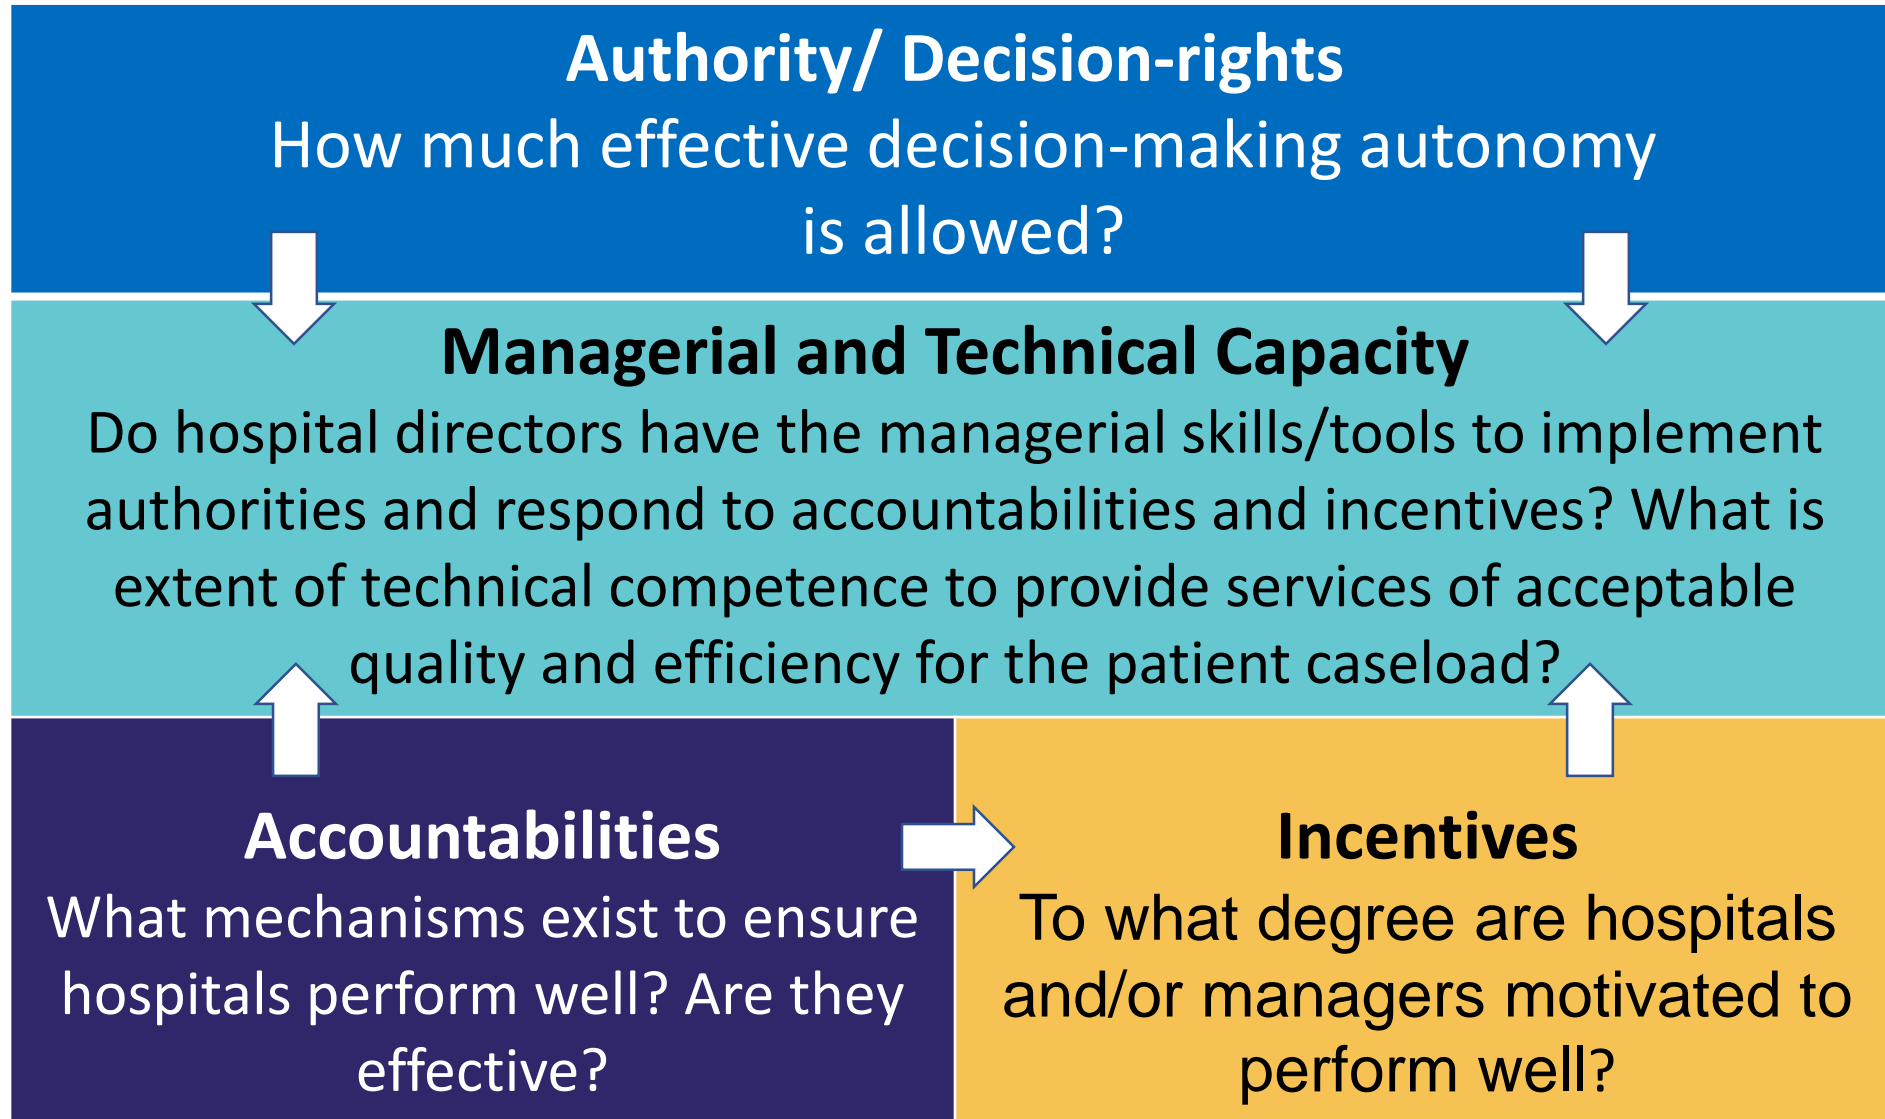 Authority/ Decision-rights
How much effective decision-making autonomy
is allowed?
Managerial and Technical Capacity
Do hospital directors have the managerial skills/tools to implement
authorities and respond to accountabilities and incentives? What is
extent of technical competence to provide services of acceptable
quality and efficiency for the patient caseload?
Accountabilities
What mechanisms exist to ensure
hospitals perform well? Are they
effective?
Incentives
To what degree are hospitals
and/or managers motivated to
perform well?